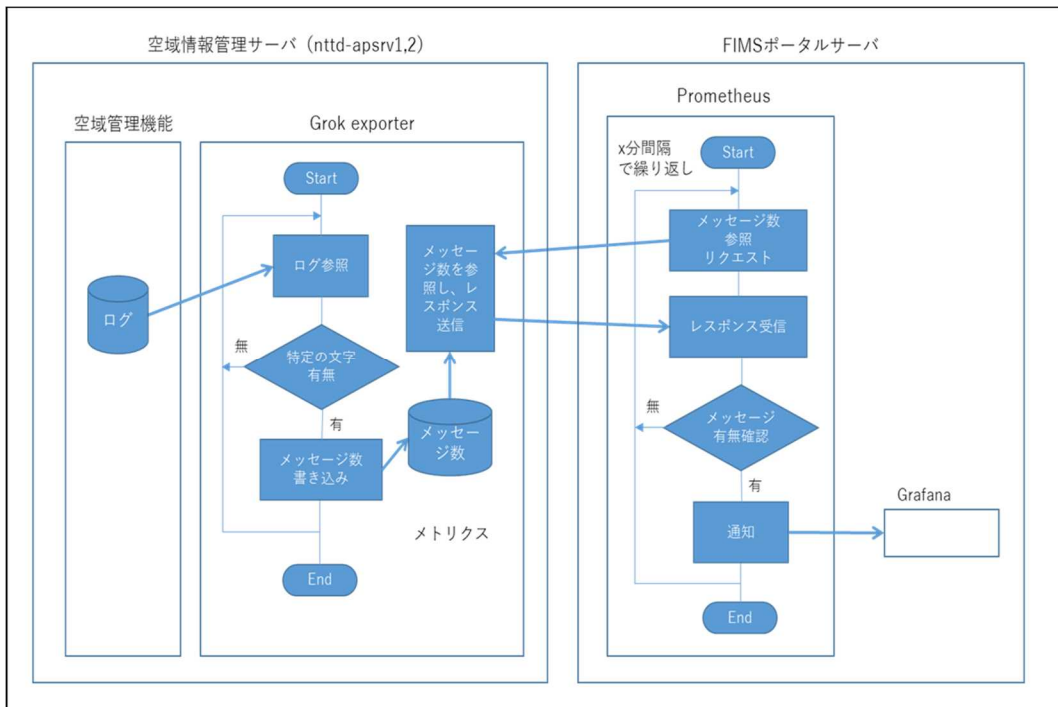 空域情報管理サーバ（nttd-apsrv1,2）
FIMSポータルサーバ
空域管理機能
Grok exporter
Prometheus
Start
ログ参照
ログ
無
特定の文字
有無
有
メッセージ数
書き込み
End
メッセー
ジ数を参
照し、レ
スポンス
送信
メッセー
ジ数
メトリクス
x分間隔
で繰り返し
Start
メッセージ数
参照
リクエスト
レスポンス受信
無
メッセージ
有無確認
有
通知
End
Grafana